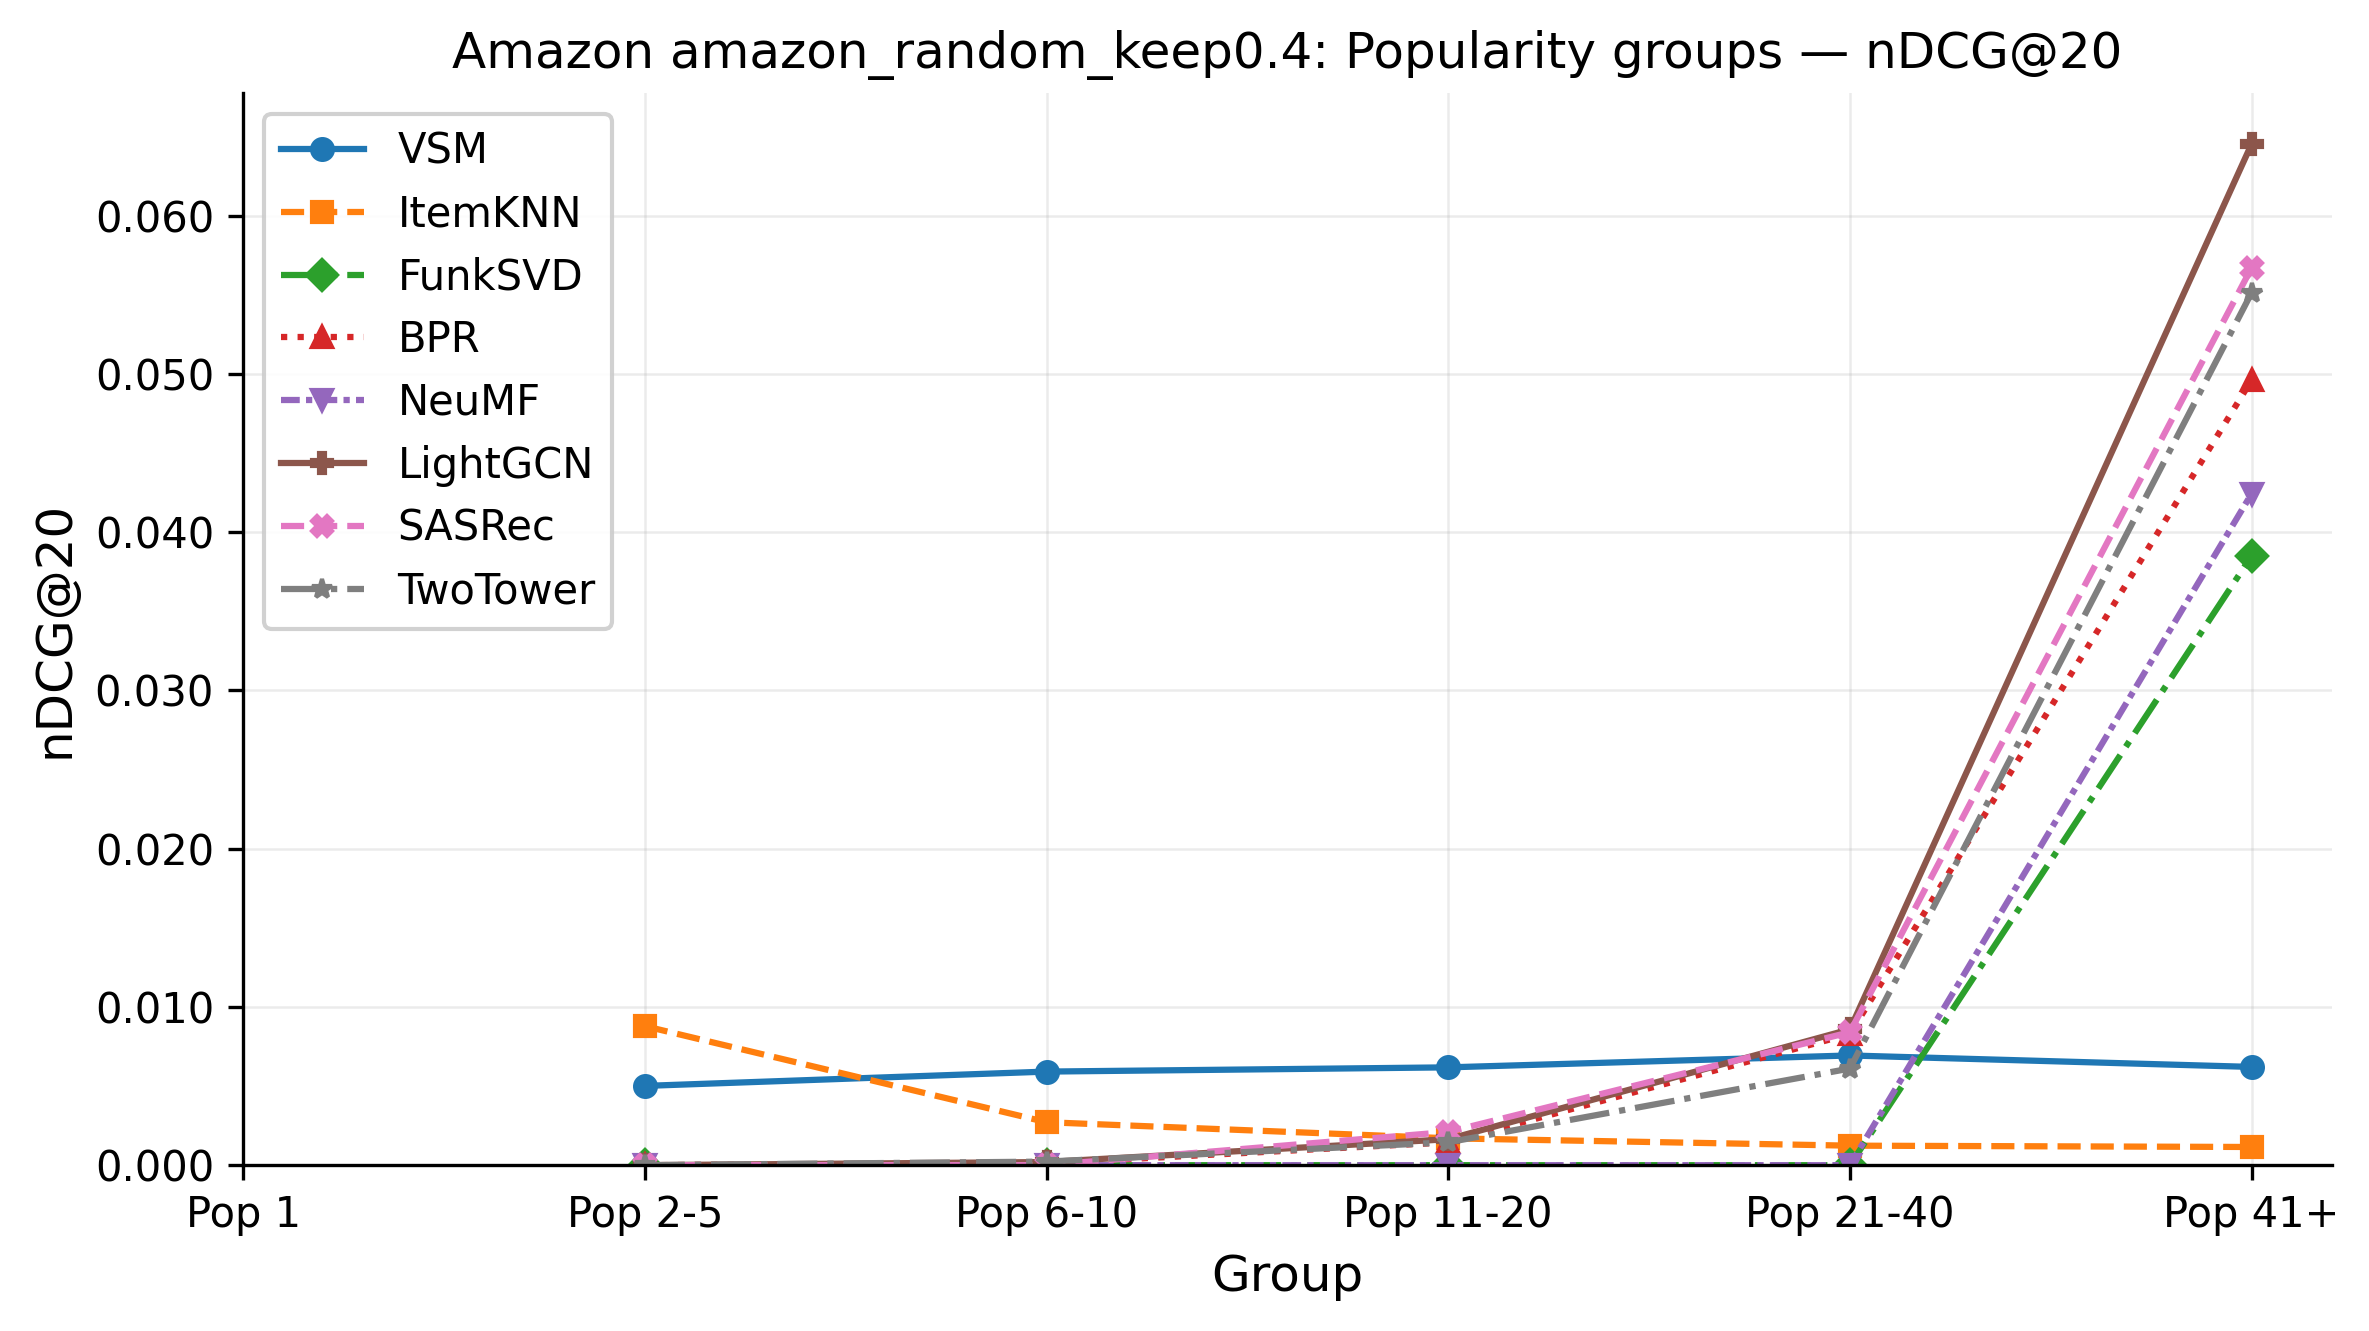 Amazon amazon_random_keep0.4: Popularity groups — nDCG@20
VSM
ItemKNN
FunkSVD
BPR
NeuMF
LightGCN
SASRec
TwoTower
nDCG@20
0.060
0.050
0.040
0.030
0.020
0.010
0.000
Pop 1 Pop 2-5 Pop 6-10 Pop 11-20 Pop 21-40 Pop 41+
Group